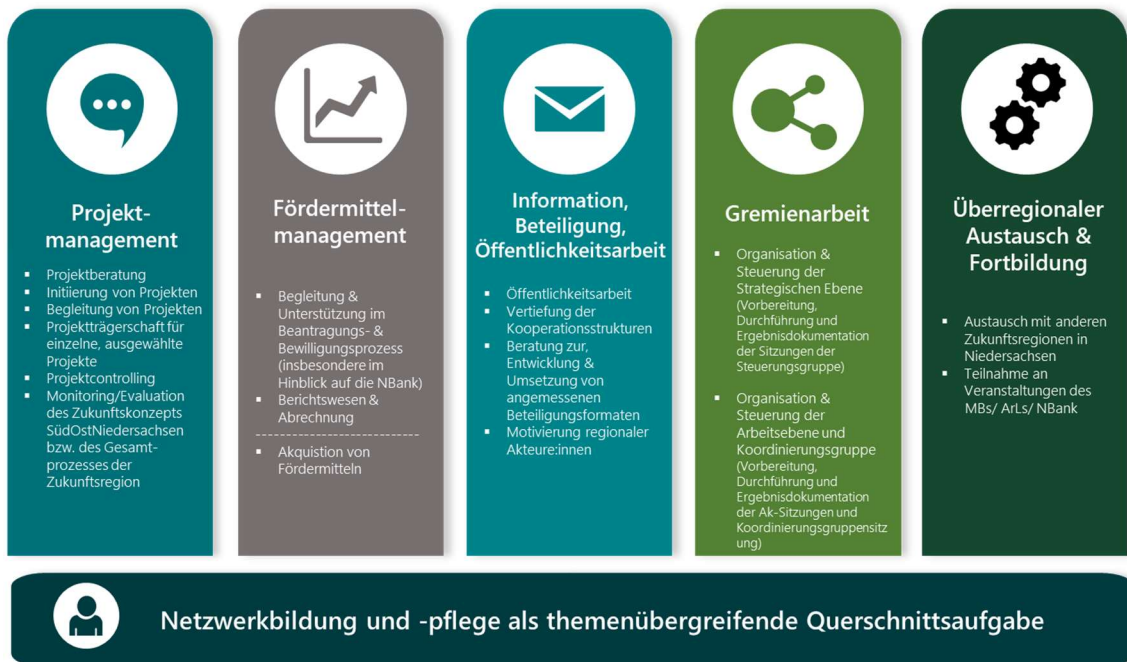 Projekt-
management
▪ Projektberatung
▪ Initiierung von Projekten
▪ Begleitung von Projekten
▪ Projektträgerschaft für
einzelne, ausgewählte
Projekte
▪ Projektcontrolling
▪ Monitoring/Evaluation
des Zukunftskonzepts
SüdOstNiedersachsen
bzw. des Gesamt-
prozesses der
Zukunftsregion
Fördermittel-
management
▪ Begleitung &
Unterstützung im
Beantragungs- &
Bewilligungsprozess
(insbesondere im
Hinblick auf die NBank)
▪ Berichtswesen &
Abrechnung
----------------------------
▪ Akquistion von
Fördermitteln
Information,
Beteiligung,
Öffentlichkeitsarbeit
▪ Öffentlichkeitsarbeit
▪ Vertiefung der
Kooperationsstrukturen
▪ Beratung zur,
Entwicklung &
Umsetzung von
angemessenen
Beteiligungsformaten
▪ Motivierung regionaler
Akteure:innen
Gremienarbeit
▪ Organisation &
Steuerung der
Strategischen Ebene
(Vorbereitung,
Durchführung und
Ergebnisdokumentation
der Sitzungen der
Steuerungsgruppe)
▪ Organisation &
Steuerung der
Arbeitsebene und
Koordinierungsgruppe
(Vorbereitung,
Durchführung und
Ergebnisdokumentation
der Ak-Sitzungen und
Koordinierungsgruppensitz
ung)
Überregionaler
Austausch &
Fortbildung
▪ Austausch mit anderen
Zukunftsregionen in
Niedersachsen
▪ Teilnahme an
Veranstaltungen des
MBs/ ArLs/ NBank
Netzwerkbildung und -pflege als themenübergreifende Querschnittsaufgabe